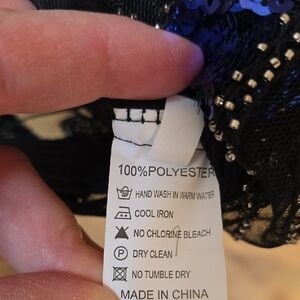 100%POLYESTER
HAND WASH IN WARM WATER
COOL IRON
NO CHLORINE BLEACH
P DRY CLEAN
NO TUMBLE DRY
MADE IN CHINA